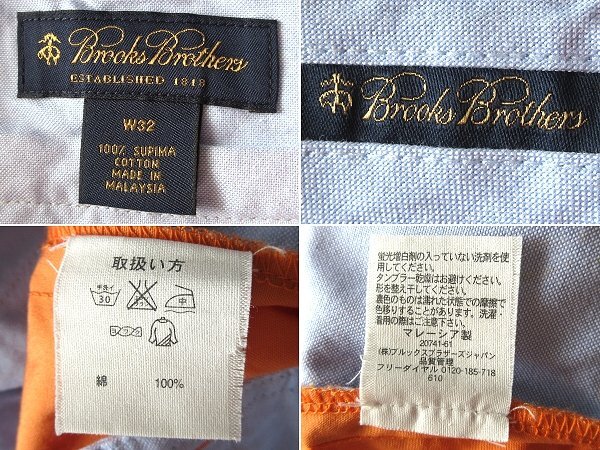 Brooks Brothers
ESTABLISHED 1818
W32
100% SUPIMA
COTTON
MADE IN
MALAYSIA
Brooks Brothers
取扱い方
手洗イ
30
中
綿 100%
蛍光増白剤の入っていない洗剤を使
用してください。
タンブラー乾燥はお避けください。
形を整え干してください。
濃色のものは濡れた状態での摩擦で
色移りすることがあります。洗濯・
着用の際はご注意下さい。
マレーシア製
20741-61
(株)ブルックスブラザーズジャパン
品質管理
フリーダイヤル 0120-185-718
610